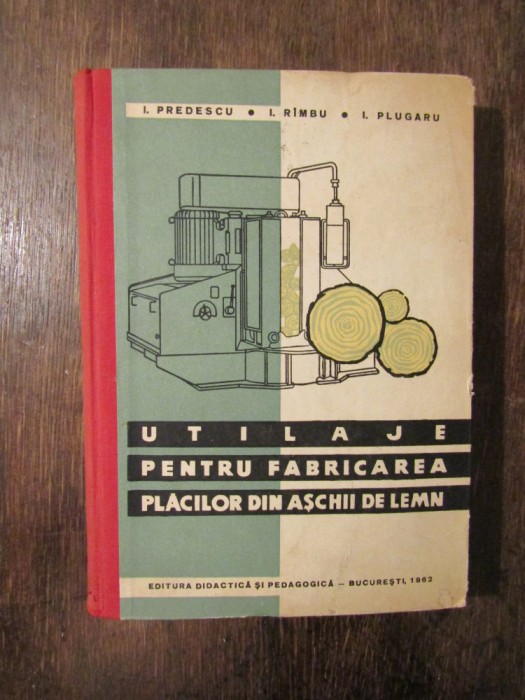 I. PREDESCU • I. RÎMBU • I. PLUGARU
UTILAJE
PENTRU FABRICAREA
PLĂCILOR DIN AȘCHII DE LEMN
EDITURA DIDACTICĂ ȘI PEDAGOGICĂ – BUCUREȘTI, 1962